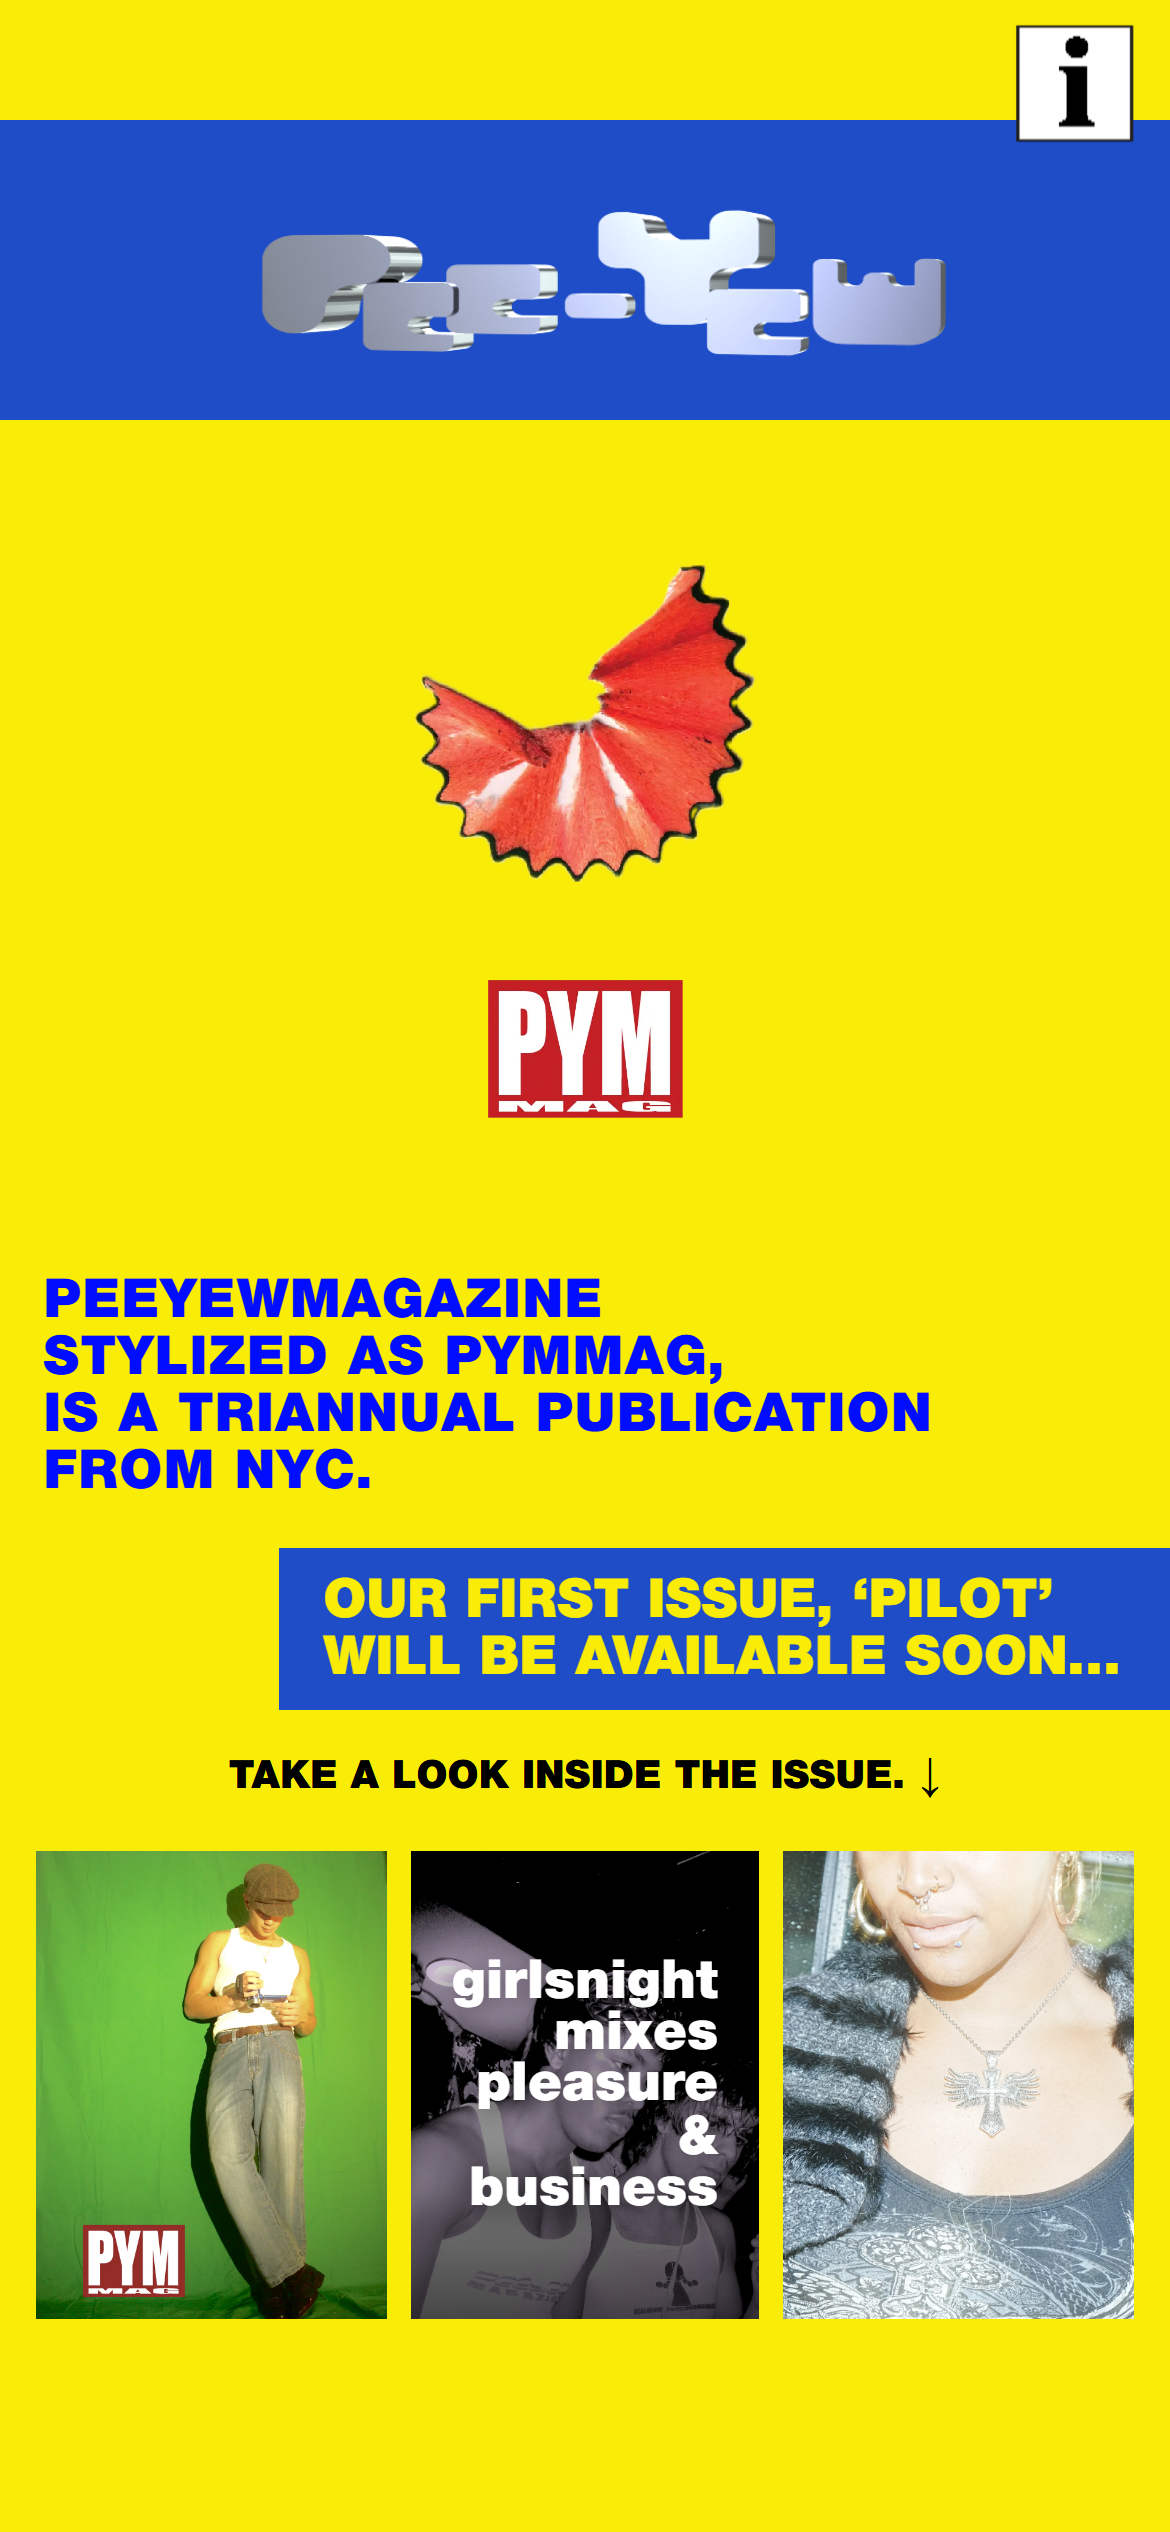 i
Pee-Yew
PYM
MAG
PEEYEWMAGAZINE
STYLIZED AS PYMMAG,
IS A TRIANNUAL PUBLICATION
FROM NYC.
OUR FIRST ISSUE, ‘PILOT’
WILL BE AVAILABLE SOON...
TAKE A LOOK INSIDE THE ISSUE. ↓
PYM
MAG
girlsnight
mixes
pleasure
&
business